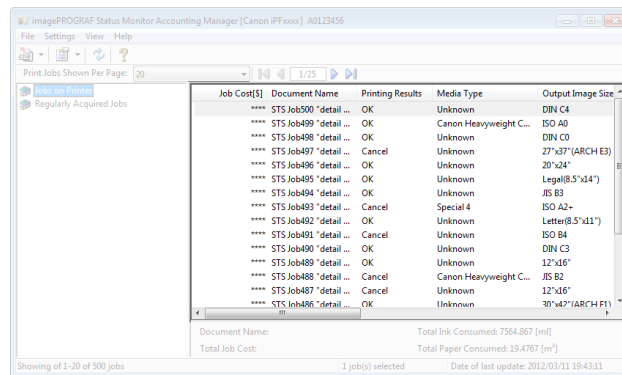 imagePROGRAF Status Monitor Accounting Manager [Canon iPFxxxx] A0123456
File Settings View Help
Print Jobs Shown Per Page: 20 1/25
Jobs on Printer
Regularly Acquired Jobs
Job Cost[$] Document Name Printing Results Media Type Output Image Size
**** STS Job500 "detail ... OK Unknown DIN C4
**** STS Job499 "detail ... OK Canon Heavyweight C... ISO A0
**** STS Job498 "detail ... OK Unknown DIN C0
**** STS Job497 "detail ... Cancel Unknown 27"x37"(ARCH E3)
**** STS Job496 "detail ... OK Unknown 20"x24"
**** STS Job495 "detail ... OK Unknown Legal(8.5"x14")
**** STS Job494 "detail ... OK Unknown JIS B3
**** STS Job493 "detail ... Cancel Special 4 ISO A2+
**** STS Job492 "detail ... OK Unknown Letter(8.5"x11")
**** STS Job491 "detail ... Cancel Unknown ISO B4
**** STS Job490 "detail ... OK Unknown DIN C3
**** STS Job489 "detail ... OK Unknown 12"x16"
**** STS Job488 "detail ... Cancel Canon Heavyweight C... JIS B2
**** STS Job487 "detail ... Cancel Unknown 12"x16"
**** STS Job486 "detail ... OK Unknown 30"x42"(ARCH E1)
Document Name: Total Ink Consumed: 7564.867 [ml]
Total Job Cost: Total Paper Consumed: 19.4767 [m²]
Showing of 1-20 of 500 jobs 1 job(s) selected Date of last update: 2012/03/11 19:43:11